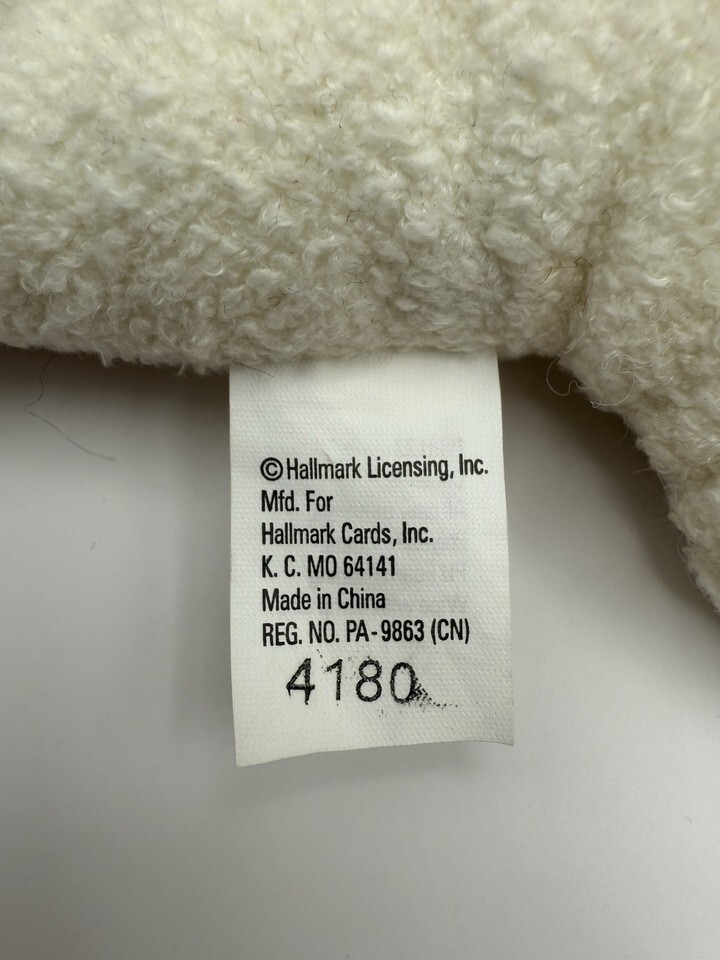 ©Hallmark Licensing, Inc.
Mfd. For
Hallmark Cards, Inc.
K. C. MO 64141
Made in China
REG. NO. PA-9863 (CN)
4180